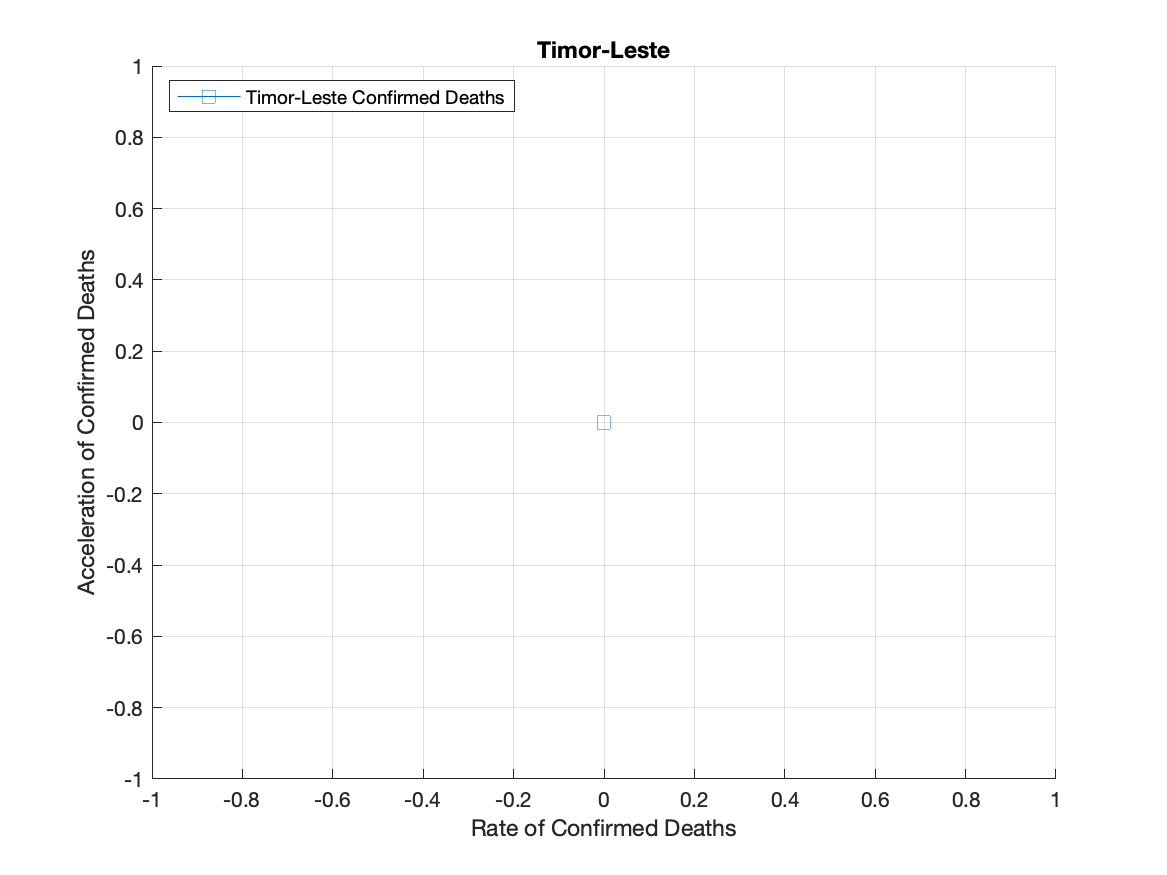 Timor-Leste
Timor-Leste Confirmed Deaths
1
0.8
0.6
0.4
0.2
0
-0.2
-0.4
-0.6
-0.8
-1
Acceleration of Confirmed Deaths
-1 -0.8 -0.6 -0.4 -0.2 0 0.2 0.4 0.6 0.8 1
Rate of Confirmed Deaths